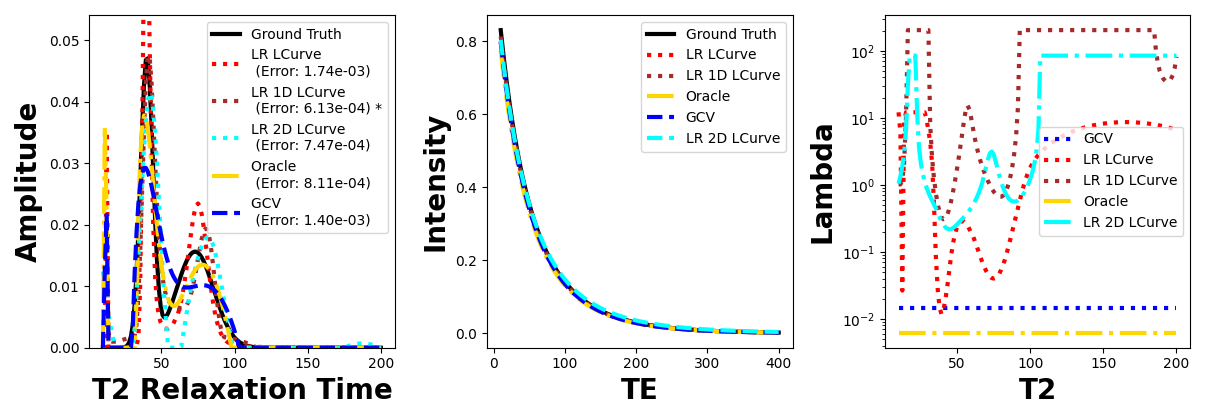 Amplitude
0.05
0.04
0.03
0.02
0.01
0.00
50
100
150
200
T2 Relaxation Time
Ground Truth
LR LCurve
(Error: 1.74e-03)
LR 1D LCurve
(Error: 6.13e-04) *
LR 2D LCurve
(Error: 7.47e-04)
Oracle
(Error: 8.11e-04)
GCV
(Error: 1.40e-03)
Intensity
0.8
0.6
0.4
0.2
0.0
0
100
200
300
400
TE
Ground Truth
LR LCurve
LR 1D LCurve
Oracle
GCV
LR 2D LCurve
Lambda
10²
10¹
10⁰
10⁻¹
10⁻²
50
100
150
200
T2
GCV
LR LCurve
LR 1D LCurve
Oracle
LR 2D LCurve